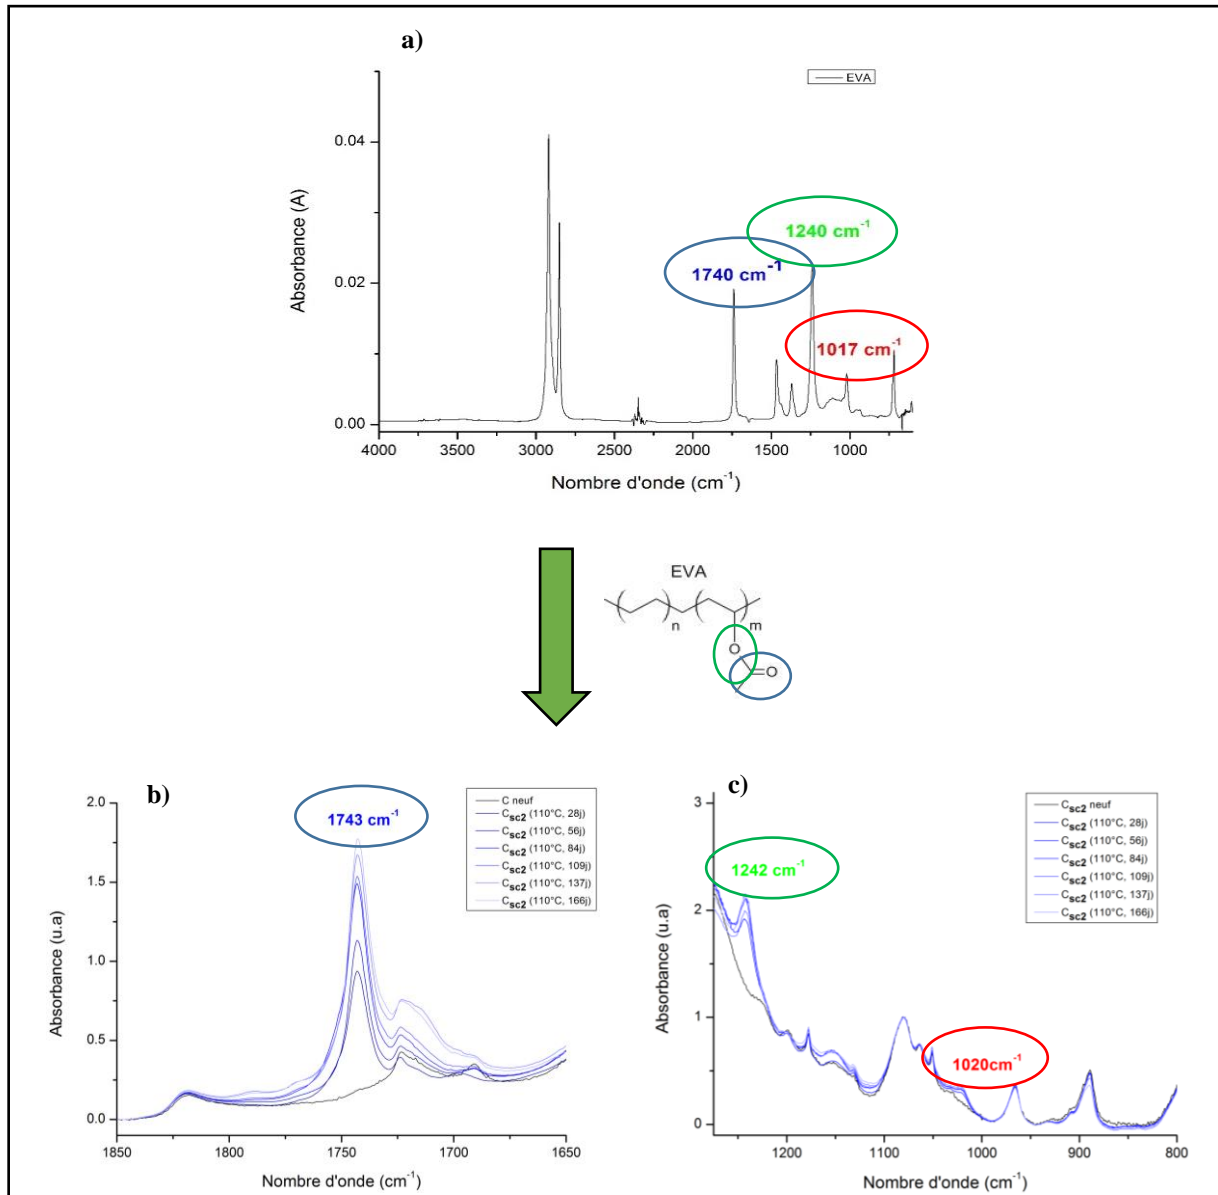 a)
EVA
0.04
0.02
0.00
Absorbance (A)
1240 cm⁻¹
1740 cm⁻¹
1017 cm⁻¹
4000 3500 3000 2500 2000 1500 1000
Nombre d'onde (cm⁻¹)
EVA
n
m
O
O
b)
2.0
1.5
1.0
0.5
0.0
Absorbance (u.a)
1743 cm⁻¹
C neuf
Csc2 (110°C, 28j)
Csc2 (110°C, 56j)
Csc2 (110°C, 84j)
Csc2 (110°C, 109j)
Csc2 (110°C, 137j)
Csc2 (110°C, 166j)
1850 1800 1750 1700 1650
Nombre d'onde (cm⁻¹)
c)
3
2
1
0
Absorbance (u.a)
1242 cm⁻¹
1020cm⁻¹
Csc2 neuf
Csc2 (110°C, 28j)
Csc2 (110°C, 56j)
Csc2 (110°C, 84j)
Csc2 (110°C, 109j)
Csc2 (110°C, 137j)
Csc2 (110°C, 166j)
1200 1100 1000 900 800
Nombre d'onde (cm⁻¹)